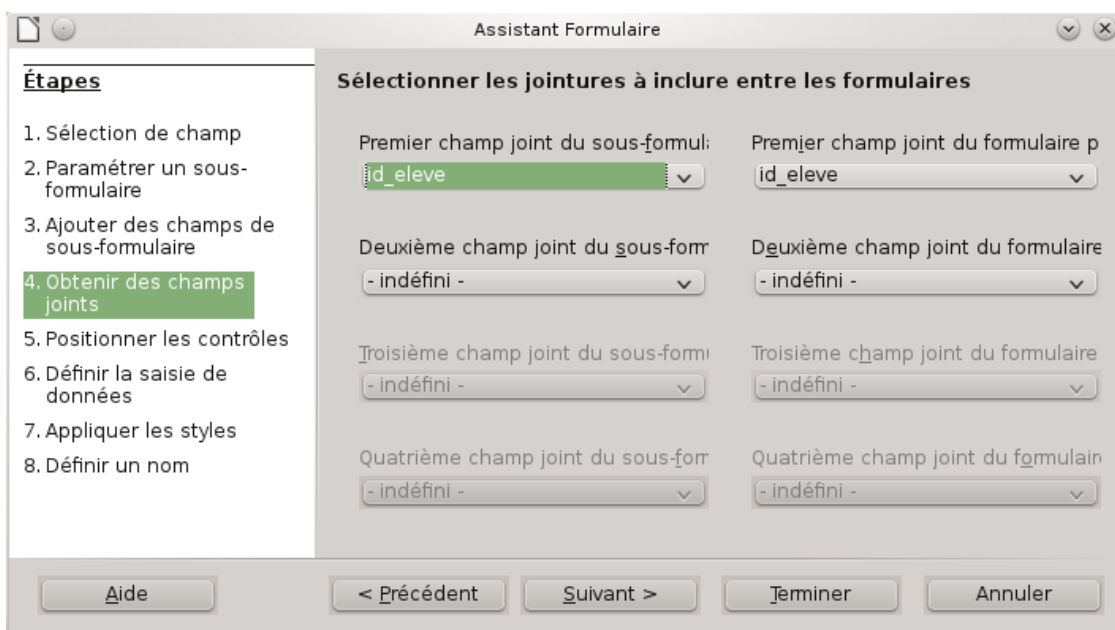 Assistant Formulaire
Étapes
1. Sélection de champ
2. Paramétrer un sous-
formulaire
3. Ajouter des champs de
sous-formulaire
4. Obtenir des champs
joints
5. Positionner les contrôles
6. Définir la saisie de
données
7. Appliquer les styles
8. Définir un nom
Sélectionner les jointures à inclure entre les formulaires
Premier champ joint du sous-formul
Premier champ joint du formulaire p
id_eleve
id_eleve
Deuxième champ joint du sous-form
Deuxième champ joint du formulaire
- indéfini -
- indéfini -
Troisième champ joint du sous-formu
Troisième champ joint du formulaire
- indéfini -
- indéfini -
Quatrième champ joint du sous-form
Quatrième champ joint du formulair
- indéfini -
- indéfini -
Aide
< Précédent
Suivant >
Terminer
Annuler